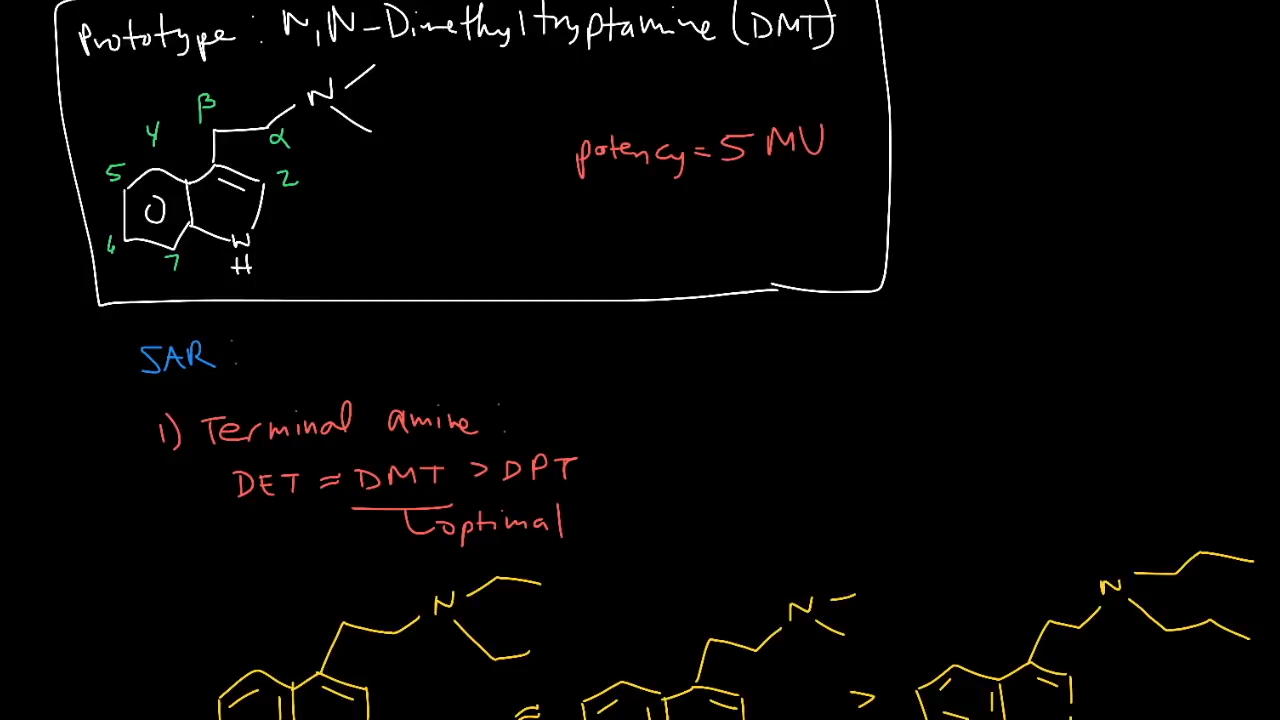 Prototype: N,N-Dimethyltryptamine (DMT)
N
β
α
4
5
2
6
7
N
H
potency = 5 MU
SAR:
1) Terminal amine:
DET ≈ DMT > DPT
optimal
N
N
N
≈
>